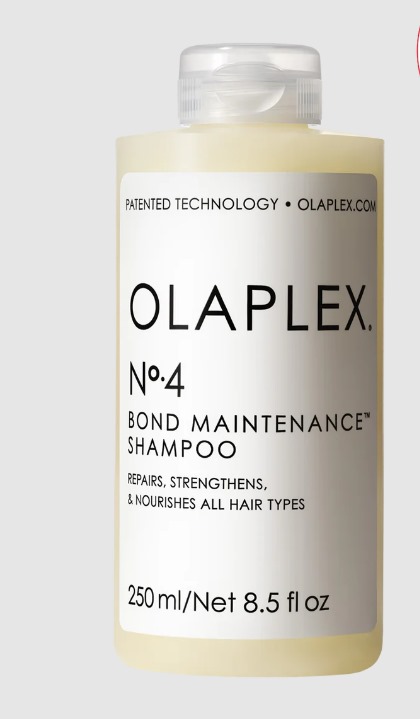 PATENTED TECHNOLOGY • OLAPLEX.COM
OLAPLEX.
Nº.4
BOND MAINTENANCE™
SHAMPOO
REPAIRS, STRENGTHENS,
& NOURISHES ALL HAIR TYPES
250 ml/Net 8.5 fl oz